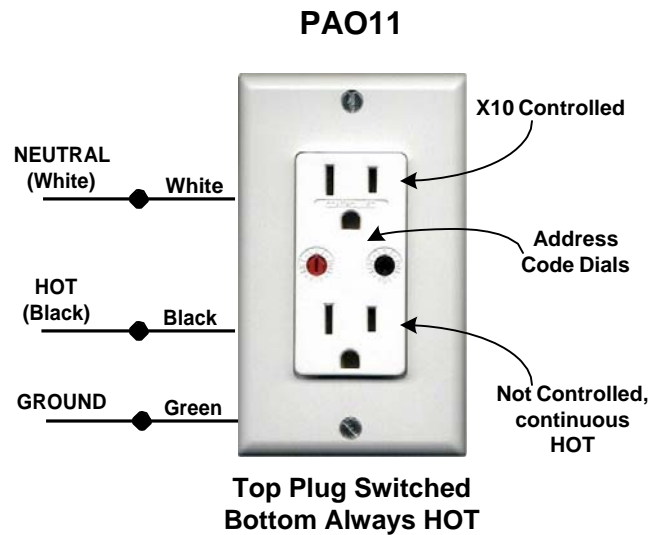 PAO11
X10 Controlled
NEUTRAL
(White)
White
Address
Code Dials
HOT
(Black)
Black
Not Controlled,
continuous
HOT
GROUND
Green
Top Plug Switched
Bottom Always HOT